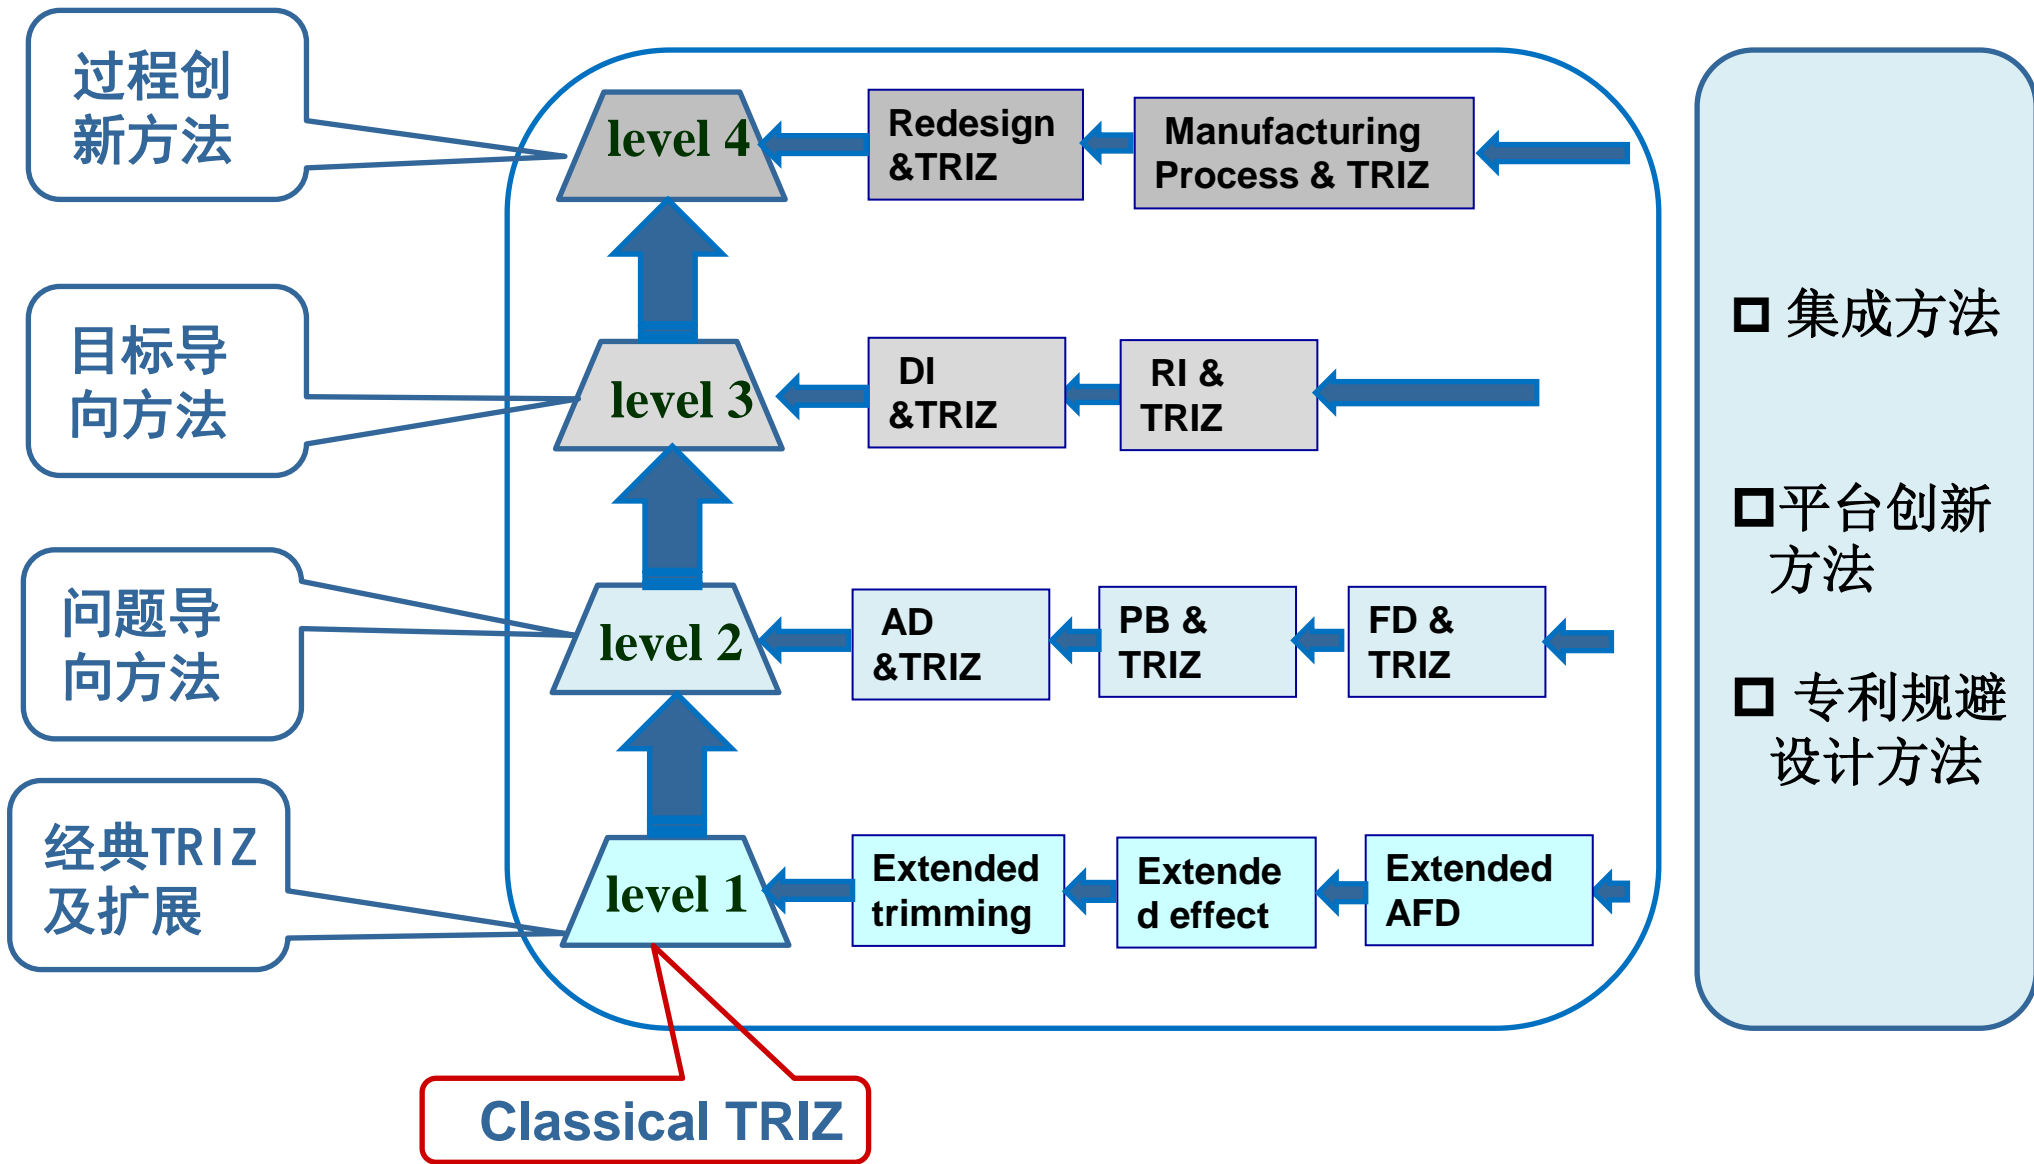 过程创
新方法
level 4
Redesign
&TRIZ
Manufacturing
Process & TRIZ
目标导
向方法
level 3
DI
&TRIZ
RI &
TRIZ
问题导
向方法
level 2
AD
&TRIZ
PB &
TRIZ
FD &
TRIZ
经典TRIZ
及扩展
level 1
Extended
trimming
Extende
d effect
Extended
AFD
Classical TRIZ
集成方法
平台创新
方法
专利规避
设计方法